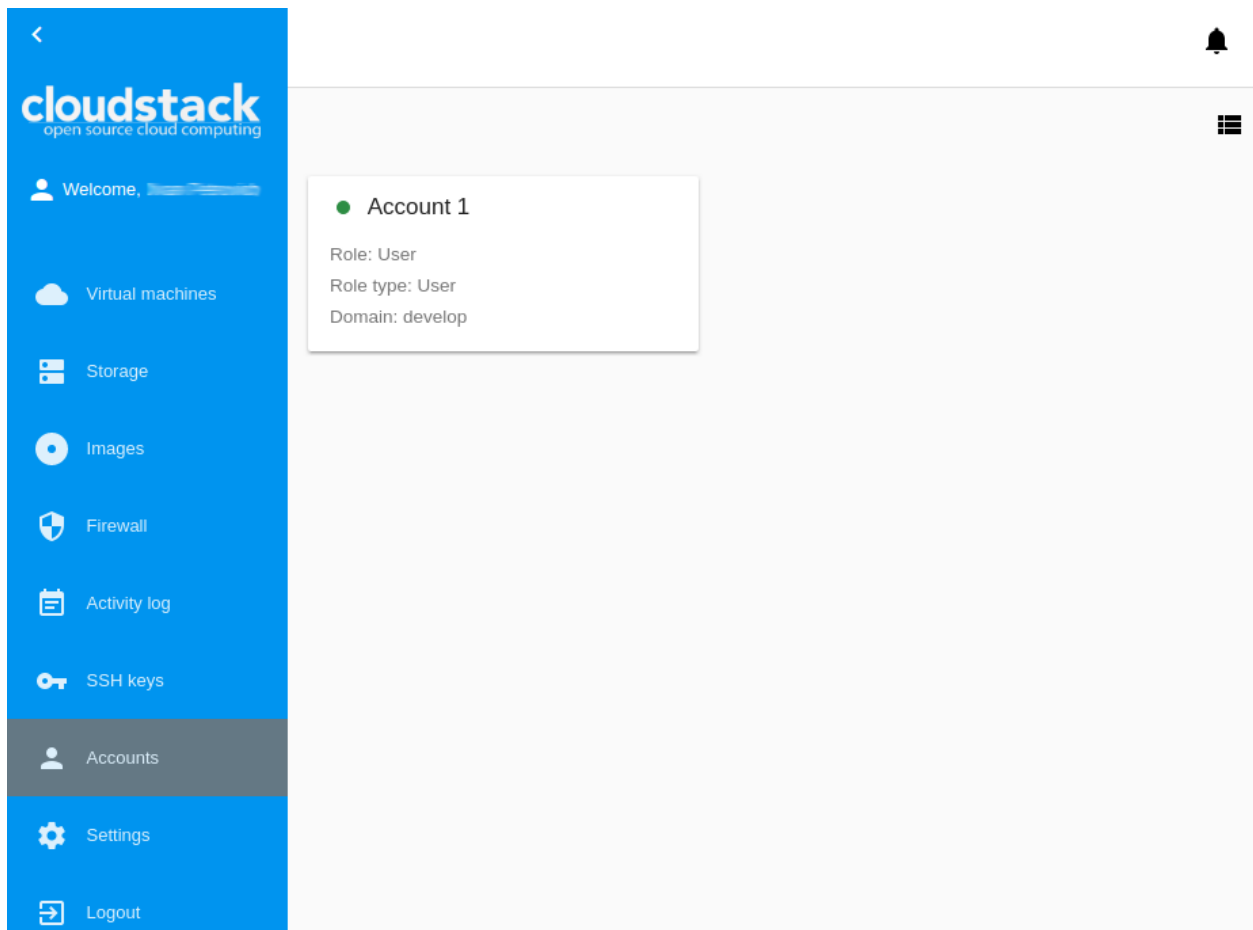 cloudstack
open source cloud computing
Welcome,
Virtual machines
Storage
Images
Firewall
Activity log
SSH keys
Accounts
Settings
Logout
Account 1
Role: User
Role type: User
Domain: develop